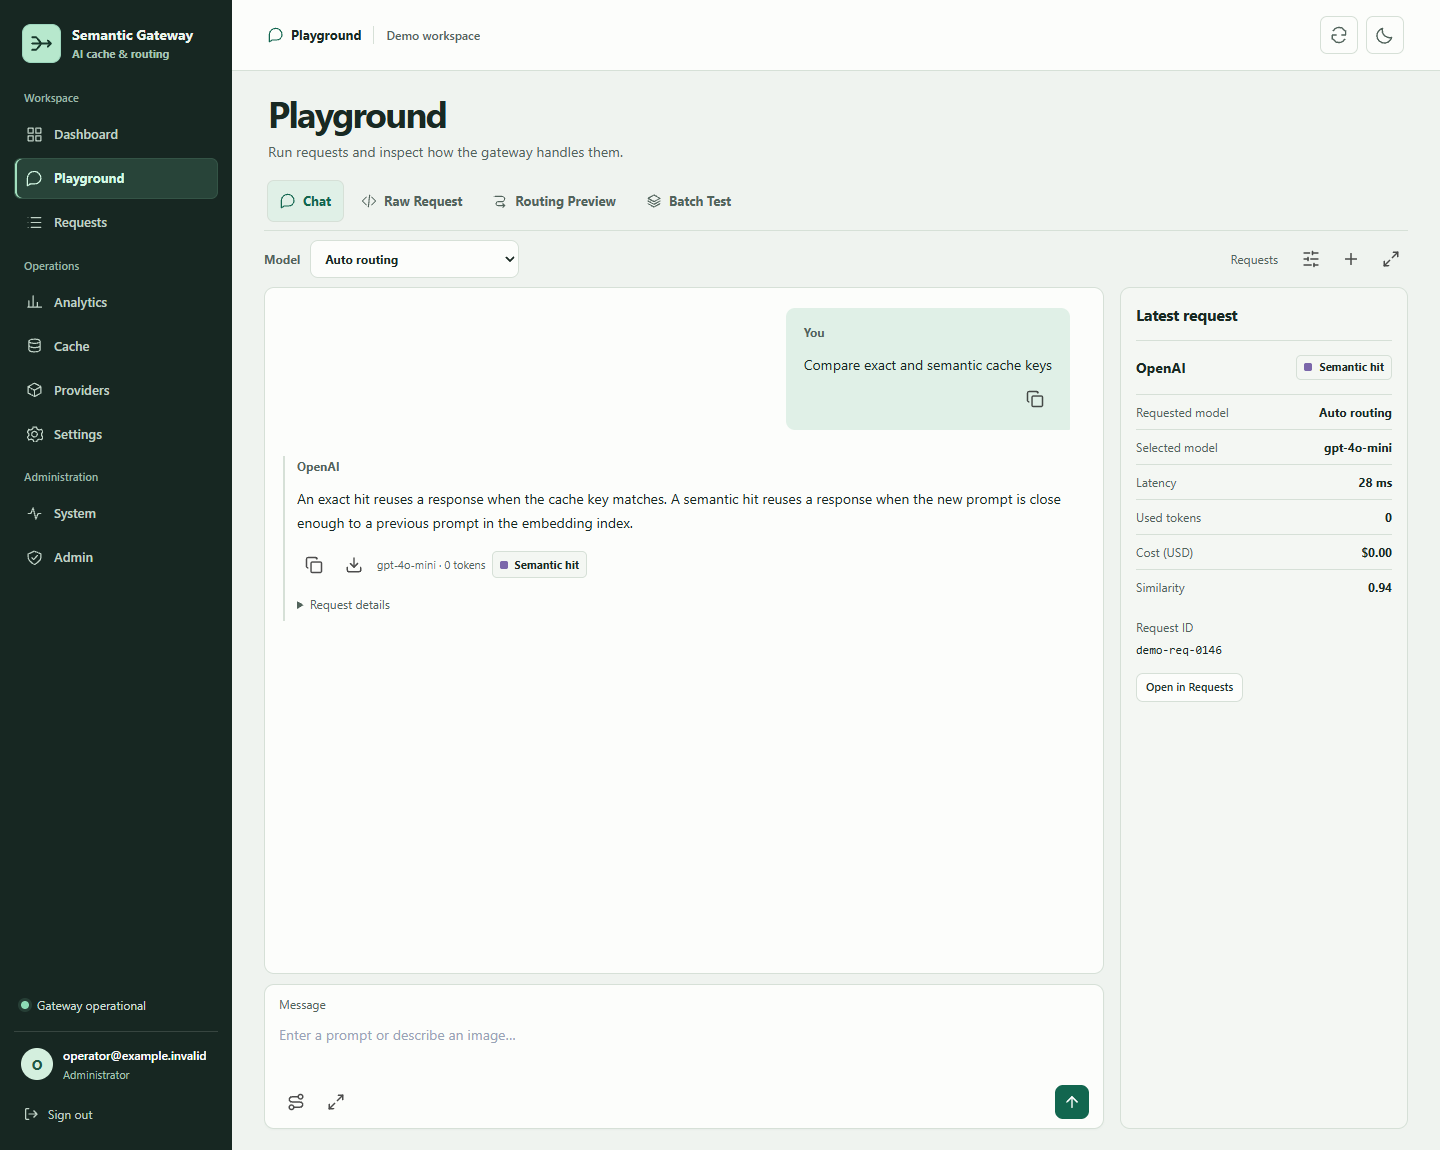 Semantic Gateway
AI cache & routing
Workspace
Dashboard
Playground
Requests
Operations
Analytics
Cache
Providers
Settings
Administration
System
Admin
Gateway operational
O
operator@example.invalid
Administrator
Sign out
Playground
Demo workspace
Playground
Run requests and inspect how the gateway handles them.
Chat
Raw Request
Routing Preview
Batch Test
Model
Auto routing
Requests
You
Compare exact and semantic cache keys
OpenAI
An exact hit reuses a response when the cache key matches. A semantic hit reuses a response when the new prompt is close
enough to a previous prompt in the embedding index.
gpt-4o-mini · 0 tokens
Semantic hit
Request details
Message
Enter a prompt or describe an image...
Latest request
OpenAI
Semantic hit
Requested model
Auto routing
Selected model
gpt-4o-mini
Latency
28 ms
Used tokens
0
Cost (USD)
$0.00
Similarity
0.94
Request ID
demo-req-0146
Open in Requests